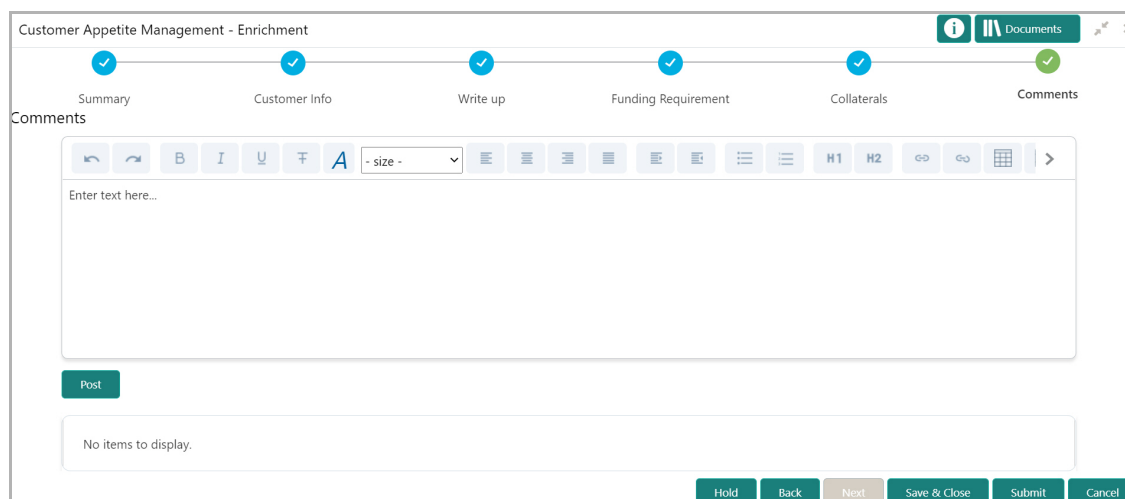 Customer Appetite Management - Enrichment
i Documents
Summary Customer Info Write up Funding Requirement Collaterals Comments
Comments
B I U T A - size - H1 H2
Enter text here...
Post
No items to display.
Hold Back Next Save & Close Submit Cancel